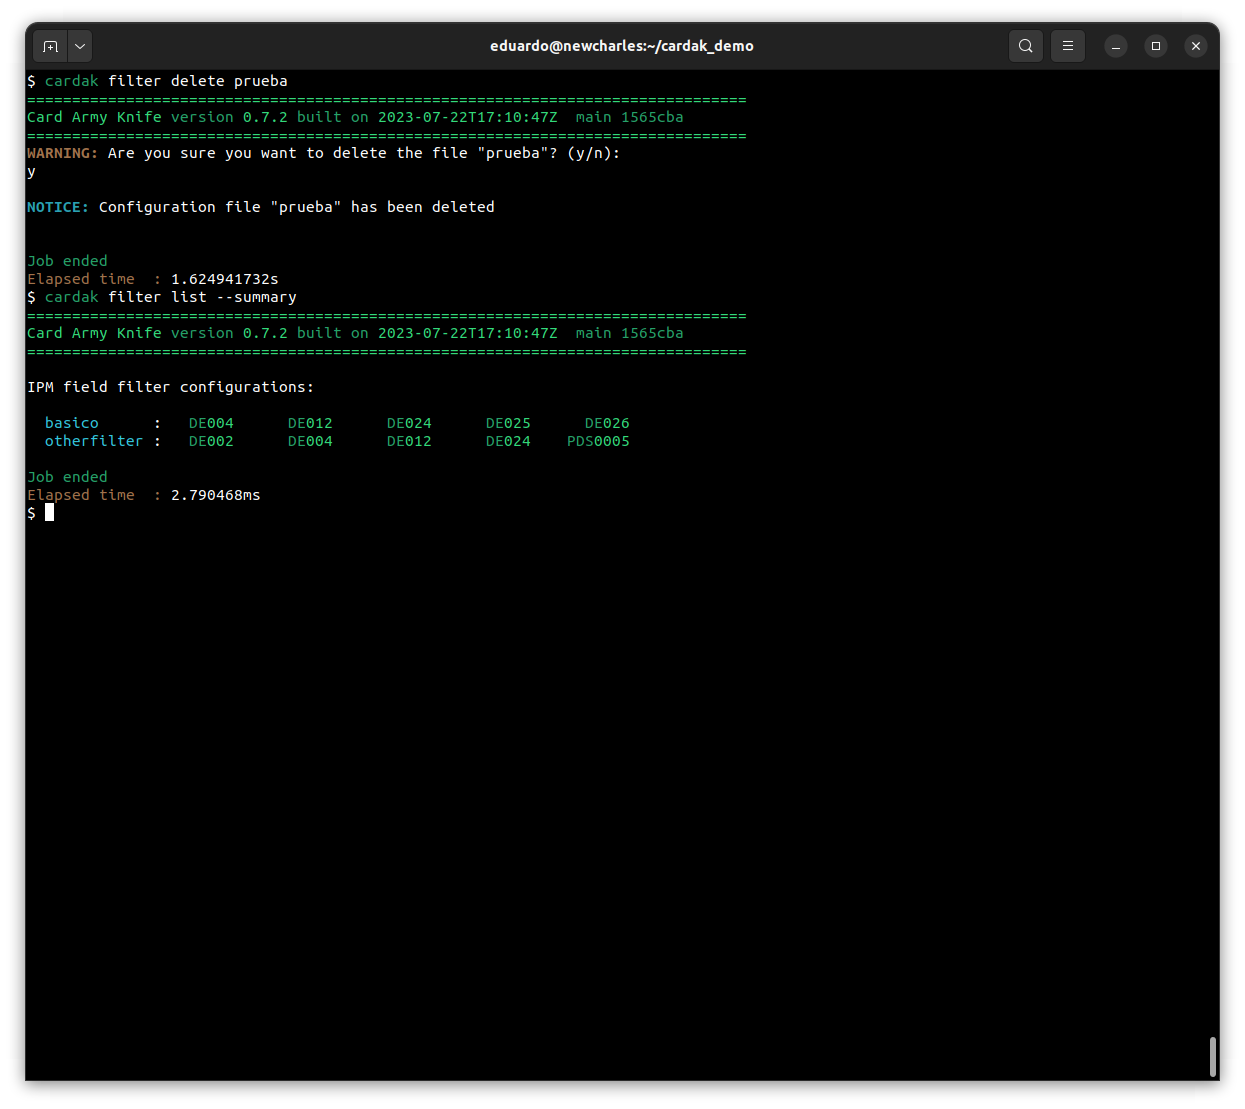 eduardo@newcharles:~/cardak_demo
$ cardak filter delete prueba
================================================================================
Card Army Knife version 0.7.2 built on 2023-07-22T17:10:47Z  main 1565cba
================================================================================
WARNING: Are you sure you want to delete the file "prueba"? (y/n):
y
NOTICE: Configuration file "prueba" has been deleted
Job ended
Elapsed time  : 1.624941732s
$ cardak filter list --summary
================================================================================
Card Army Knife version 0.7.2 built on 2023-07-22T17:10:47Z  main 1565cba
================================================================================
IPM field filter configurations:
  basico      :   DE004      DE012      DE024      DE025      DE026
  otherfilter :   DE002      DE004      DE012      DE024    PDS0005
Job ended
Elapsed time  : 2.790468ms
$